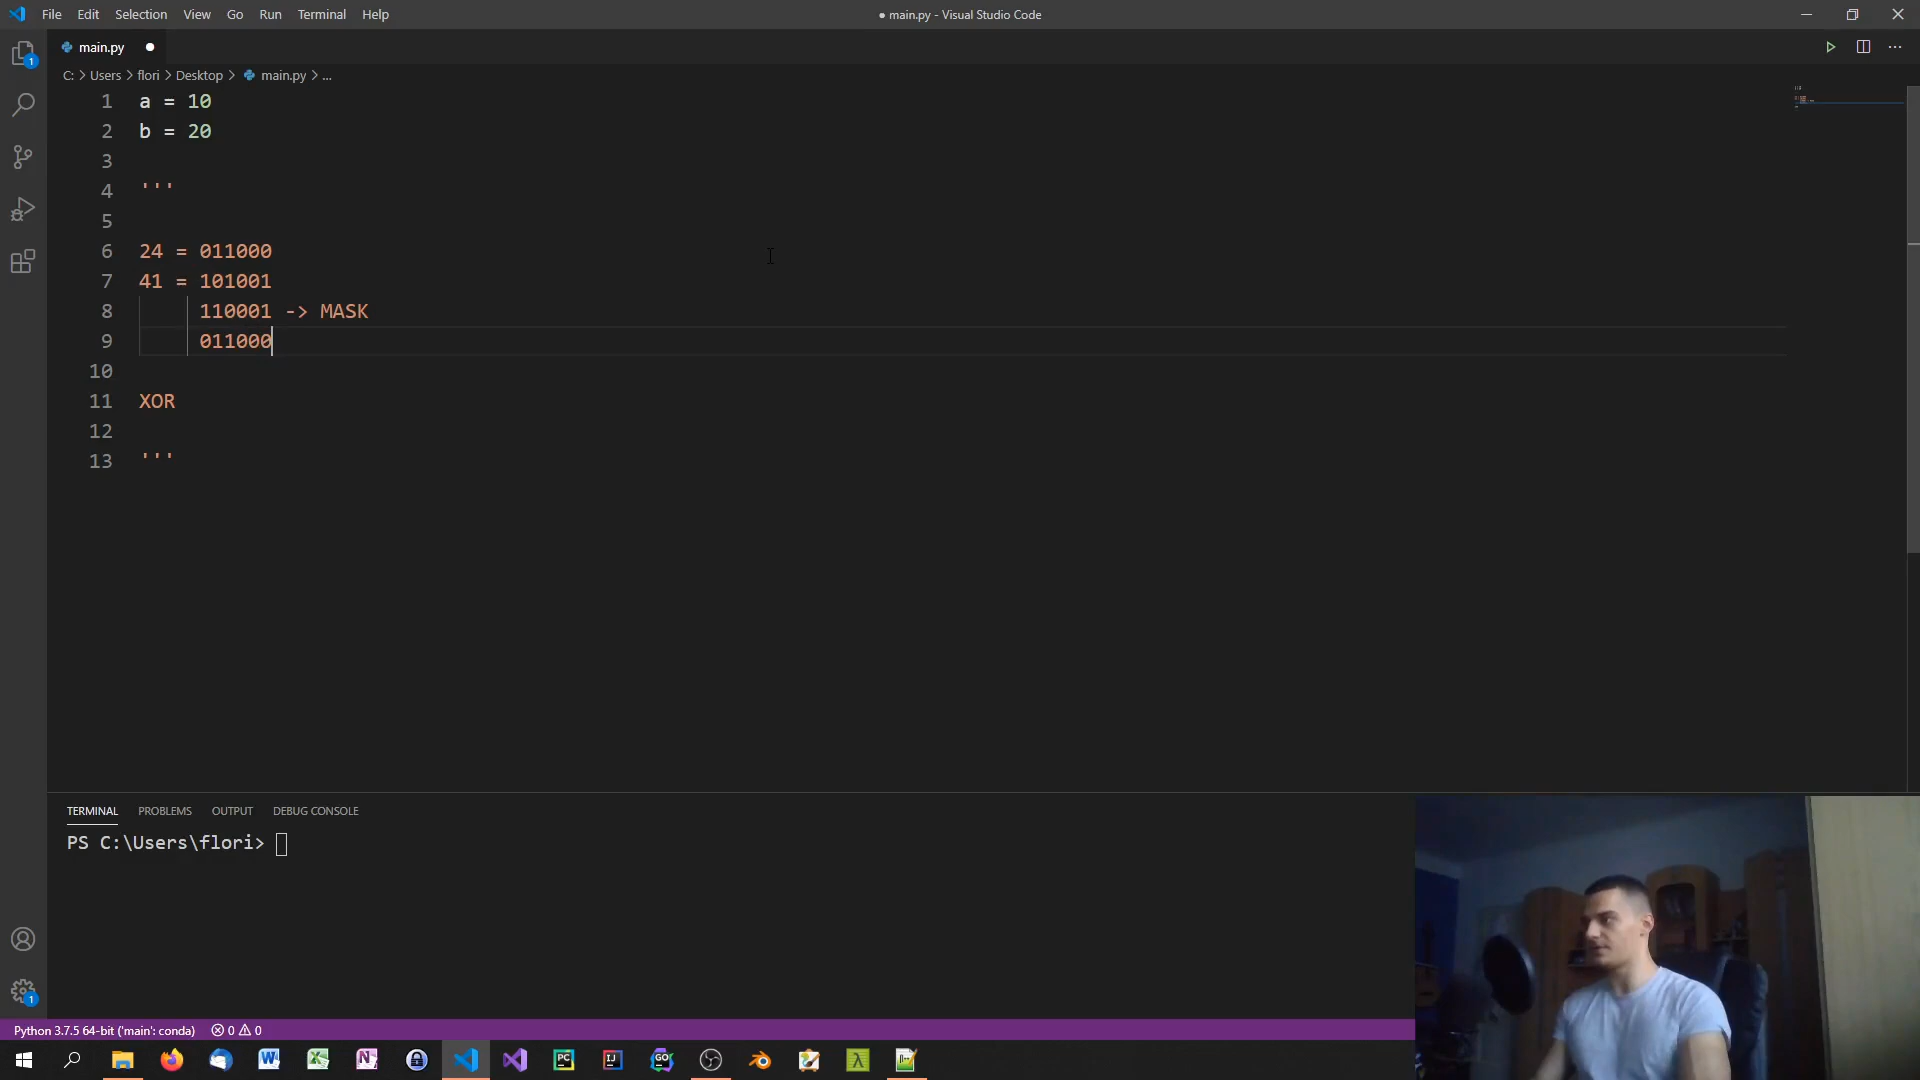 File Edit Selection View Go Run Terminal Help
● main.py - Visual Studio Code
main.py
C: > Users > flori > Desktop > main.py > ...
1 a = 10
2 b = 20
3
4 '''
5
6 24 = 011000
7 41 = 101001
8 110001 -> MASK
9 011000
10
11 XOR
12
13 '''
TERMINAL PROBLEMS OUTPUT DEBUG CONSOLE
PS C:\Users\flori>
1
1
Python 3.7.5 64-bit ('main': conda) 0 0